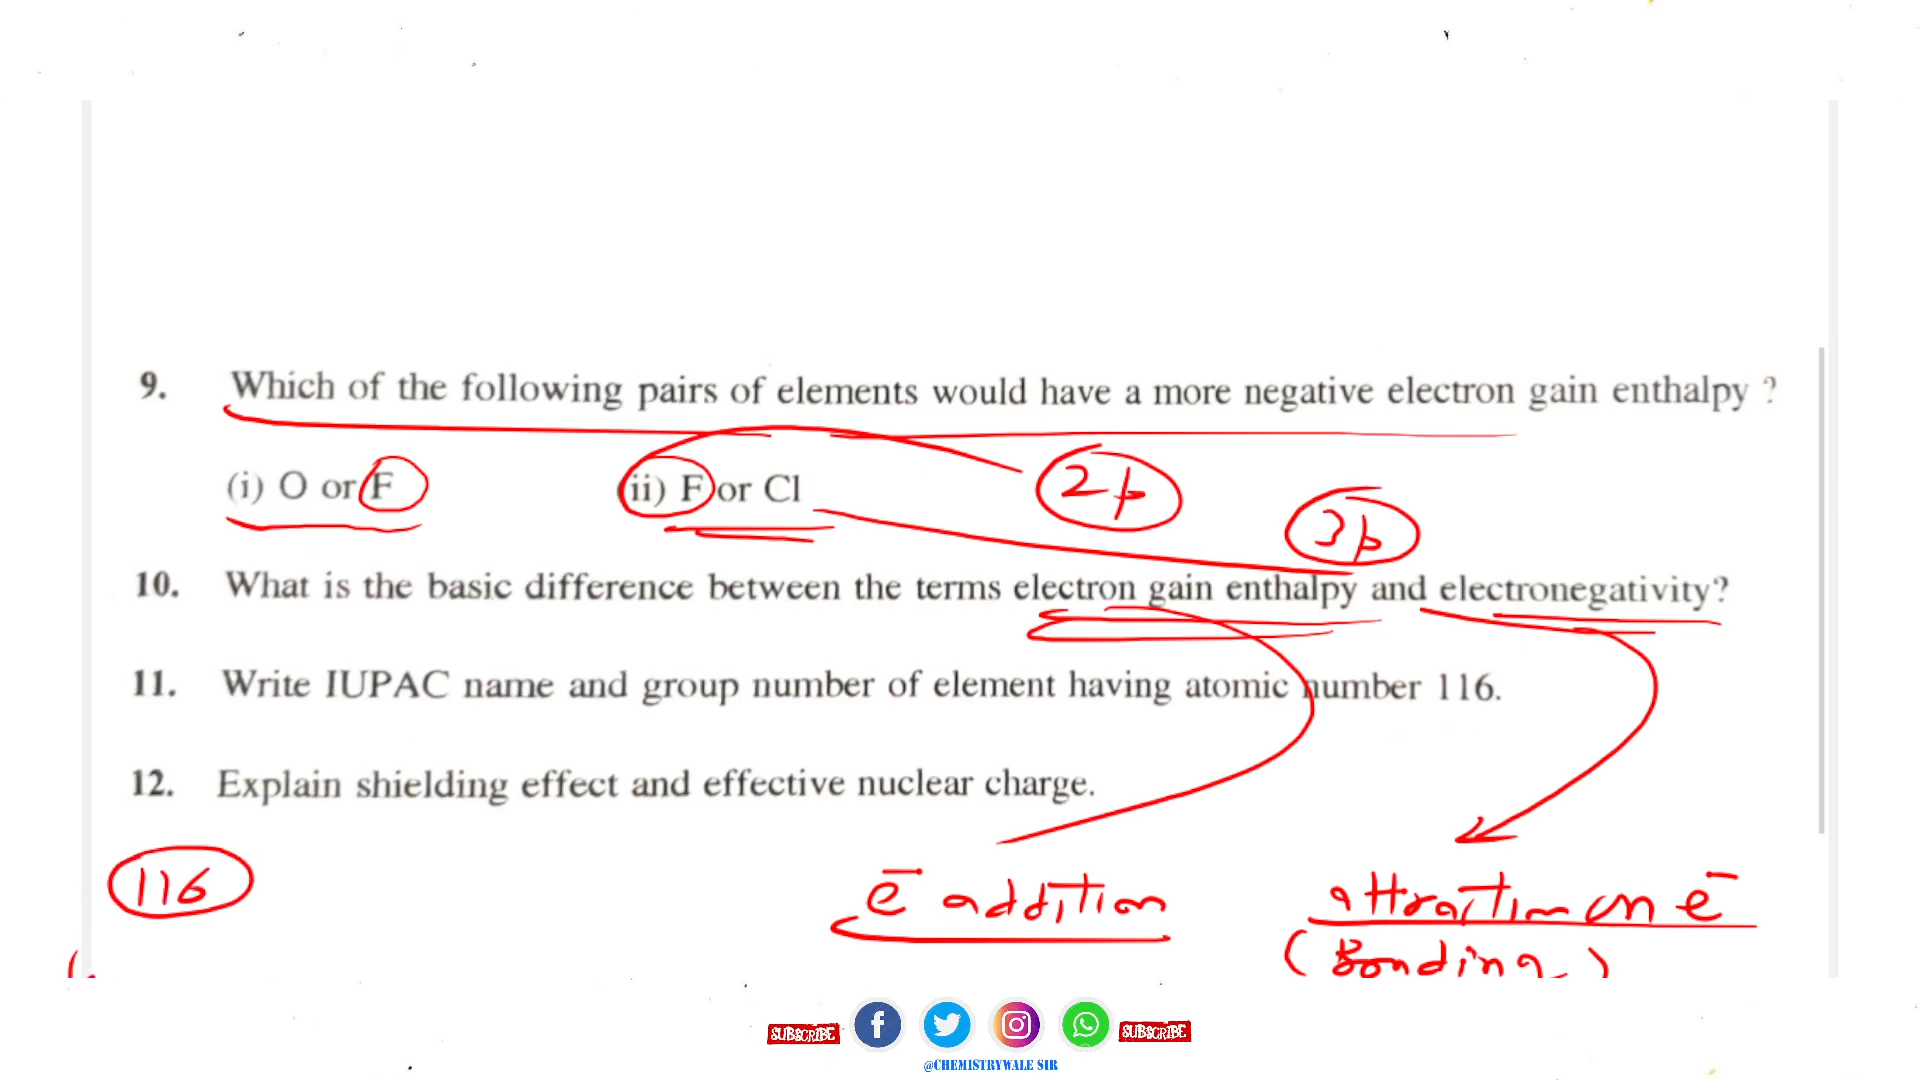 9. Which of the following pairs of elements would have a more negative electron gain enthalpy ?
(i) O or F (ii) F or Cl 2p
3p
10. What is the basic difference between the terms electron gain enthalpy and electronegativity?
11. Write IUPAC name and group number of element having atomic number 116.
12. Explain shielding effect and effective nuclear charge.
116
e⁻ addition attraction on e⁻
(Bonding)
SUBSCRIBE SUBSCRIBE
@CHEMISTRYWALE SIR